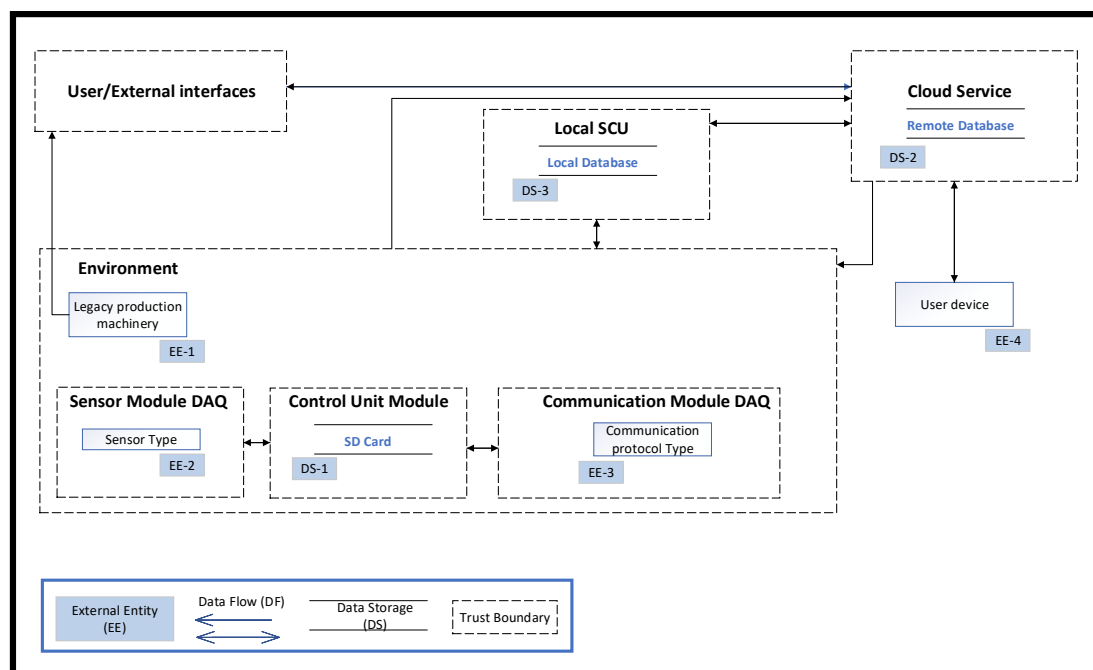 User/External interfaces
Cloud Service
Remote Database
DS-2
Local SCU
Local Database
DS-3
Environment
Legacy production
machinery
EE-1
User device
EE-4
Sensor Module DAQ
Sensor Type
EE-2
Control Unit Module
SD Card
DS-1
Communication Module DAQ
Communication
protocol Type
EE-3
External Entity
(EE)
Data Flow (DF)
Data Storage
(DS)
Trust Boundary